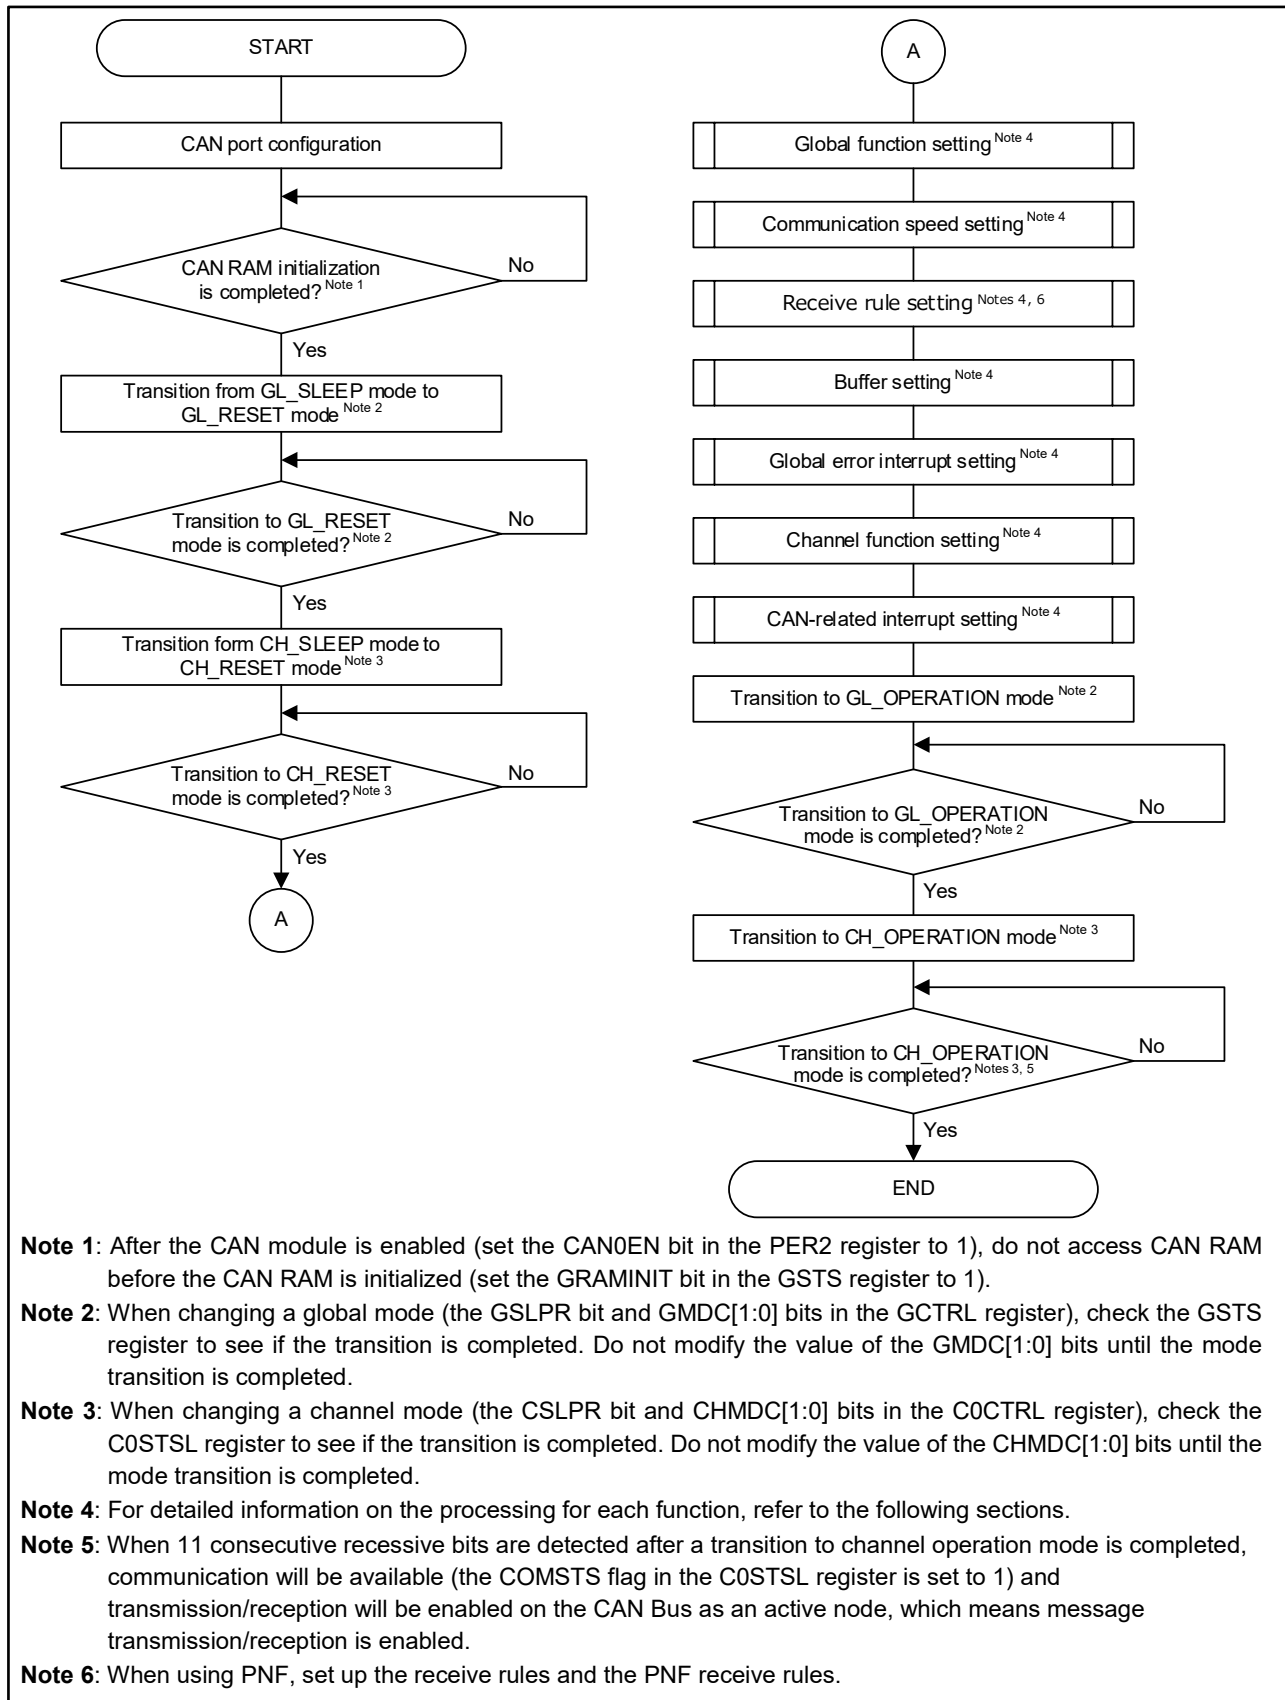 START
CAN port configuration
CAN RAM initialization
is completed? Note 1
No
Yes
Transition from GL_SLEEP mode to
GL_RESET mode Note 2
Transition to GL_RESET
mode is completed? Note 2
No
Yes
Transition form CH_SLEEP mode to
CH_RESET mode Note 3
Transition to CH_RESET
mode is completed? Note 3
No
Yes
A
A
Global function setting Note 4
Communication speed setting Note 4
Receive rule setting Notes 4, 6
Buffer setting Note 4
Global error interrupt setting Note 4
Channel function setting Note 4
CAN-related interrupt setting Note 4
Transition to GL_OPERATION mode Note 2
Transition to GL_OPERATION
mode is completed? Note 2
No
Yes
Transition to CH_OPERATION mode Note 3
Transition to CH_OPERATION
mode is completed? Notes 3, 5
No
Yes
END
Note 1: After the CAN module is enabled (set the CAN0EN bit in the PER2 register to 1), do not access CAN RAM
before the CAN RAM is initialized (set the GRAMINIT bit in the GSTS register to 1).
Note 2: When changing a global mode (the GSLPR bit and GMDC[1:0] bits in the GCTRL register), check the GSTS
register to see if the transition is completed. Do not modify the value of the GMDC[1:0] bits until the mode
transition is completed.
Note 3: When changing a channel mode (the CSLPR bit and CHMDC[1:0] bits in the C0CTRL register), check the
C0STSL register to see if the transition is completed. Do not modify the value of the CHMDC[1:0] bits until the
mode transition is completed.
Note 4: For detailed information on the processing for each function, refer to the following sections.
Note 5: When 11 consecutive recessive bits are detected after a transition to channel operation mode is completed,
communication will be available (the COMSTS flag in the C0STSL register is set to 1) and
transmission/reception will be enabled on the CAN Bus as an active node, which means message
transmission/reception is enabled.
Note 6: When using PNF, set up the receive rules and the PNF receive rules.